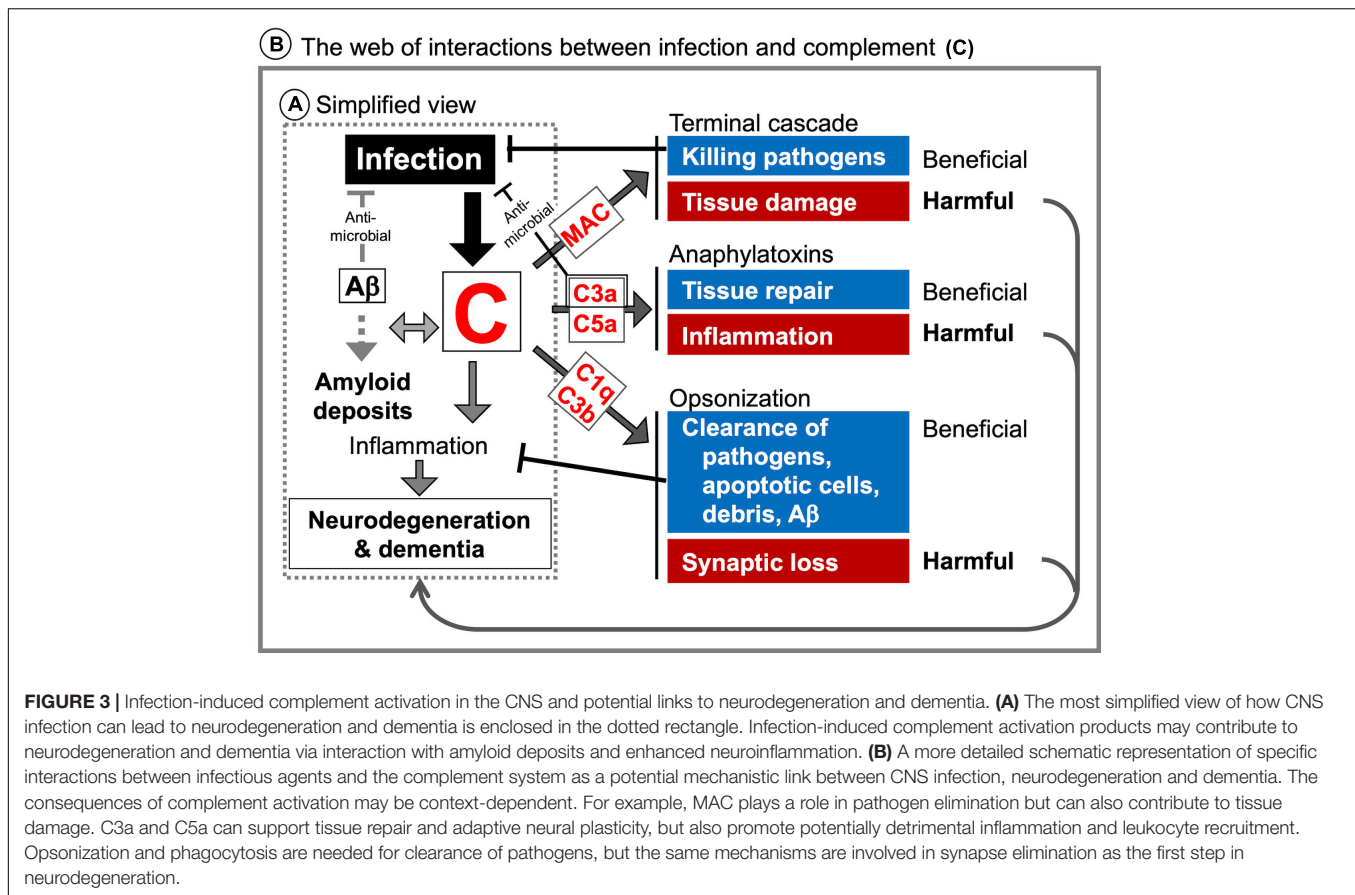 B The web of interactions between infection and complement (C)
A Simplified view
Infection
Anti-
microbial
Aβ
Amyloid
deposits
C
Inflammation
Neurodegeneration
& dementia
Anti-
microbial
MAC
C3a
C5a
C1q
C3b
Terminal cascade
Killing pathogens Beneficial
Tissue damage Harmful
Anaphylatoxins
Tissue repair Beneficial
Inflammation Harmful
Opsonization
Clearance of Beneficial
pathogens,
apoptotic cells,
debris, Aβ
Synaptic loss Harmful
FIGURE 3 | Infection-induced complement activation in the CNS and potential links to neurodegeneration and dementia. (A) The most simplified view of how CNS
infection can lead to neurodegeneration and dementia is enclosed in the dotted rectangle. Infection-induced complement activation products may contribute to
neurodegeneration and dementia via interaction with amyloid deposits and enhanced neuroinflammation. (B) A more detailed schematic representation of specific
interactions between infectious agents and the complement system as a potential mechanistic link between CNS infection, neurodegeneration and dementia. The
consequences of complement activation may be context-dependent. For example, MAC plays a role in pathogen elimination but can also contribute to tissue
damage. C3a and C5a can support tissue repair and adaptive neural plasticity, but also promote potentially detrimental inflammation and leukocyte recruitment.
Opsonization and phagocytosis are needed for clearance of pathogens, but the same mechanisms are involved in synapse elimination as the first step in
neurodegeneration.